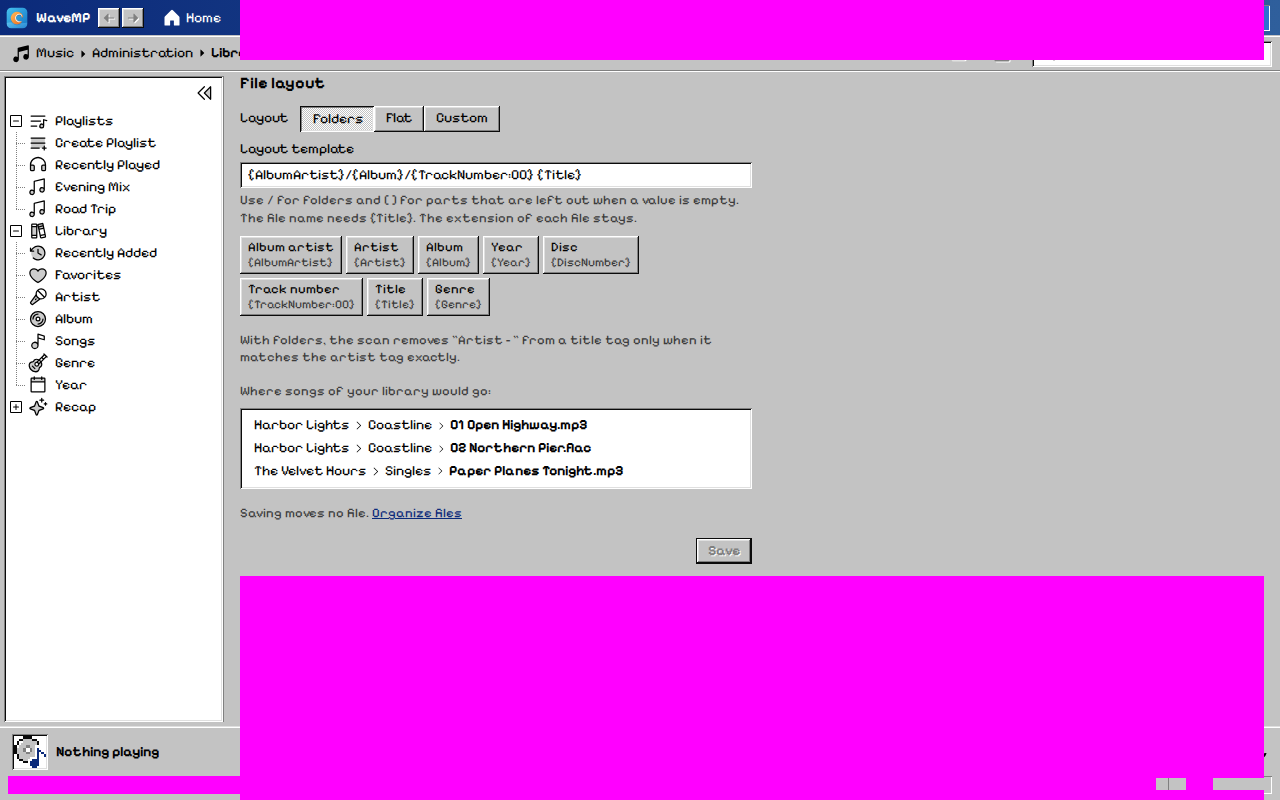 WaveMP
Home
Music
Administration
File layout
Layout
Folders
Flat
Custom
Layout template
{AlbumArtist}/{Album}/{TrackNumber:00} {Title}
Use / for folders and [ ] for parts that are left out when a value is empty.
The file name needs {Title}. The extension of each file stays.
Album artist
{AlbumArtist}
Artist
{Artist}
Album
{Album}
Year
{Year}
Disc
{DiscNumber}
Track number
{TrackNumber:00}
Title
{Title}
Genre
{Genre}
With folders, the scan removes "Artist - " from a title tag only when it
matches the artist tag exactly.
Where songs of your library would go:
Harbor Lights > Coastline > 01 Open Highway.mp3
Harbor Lights > Coastline > 02 Northern Pier.flac
The Velvet Hours > Singles > Paper Planes Tonight.mp3
Saving moves no file. Organize files
Save
Playlists
Create Playlist
Recently Played
Evening Mix
Road Trip
Library
Recently Added
Favorites
Artist
Album
Songs
Genre
Year
Recap
Nothing playing